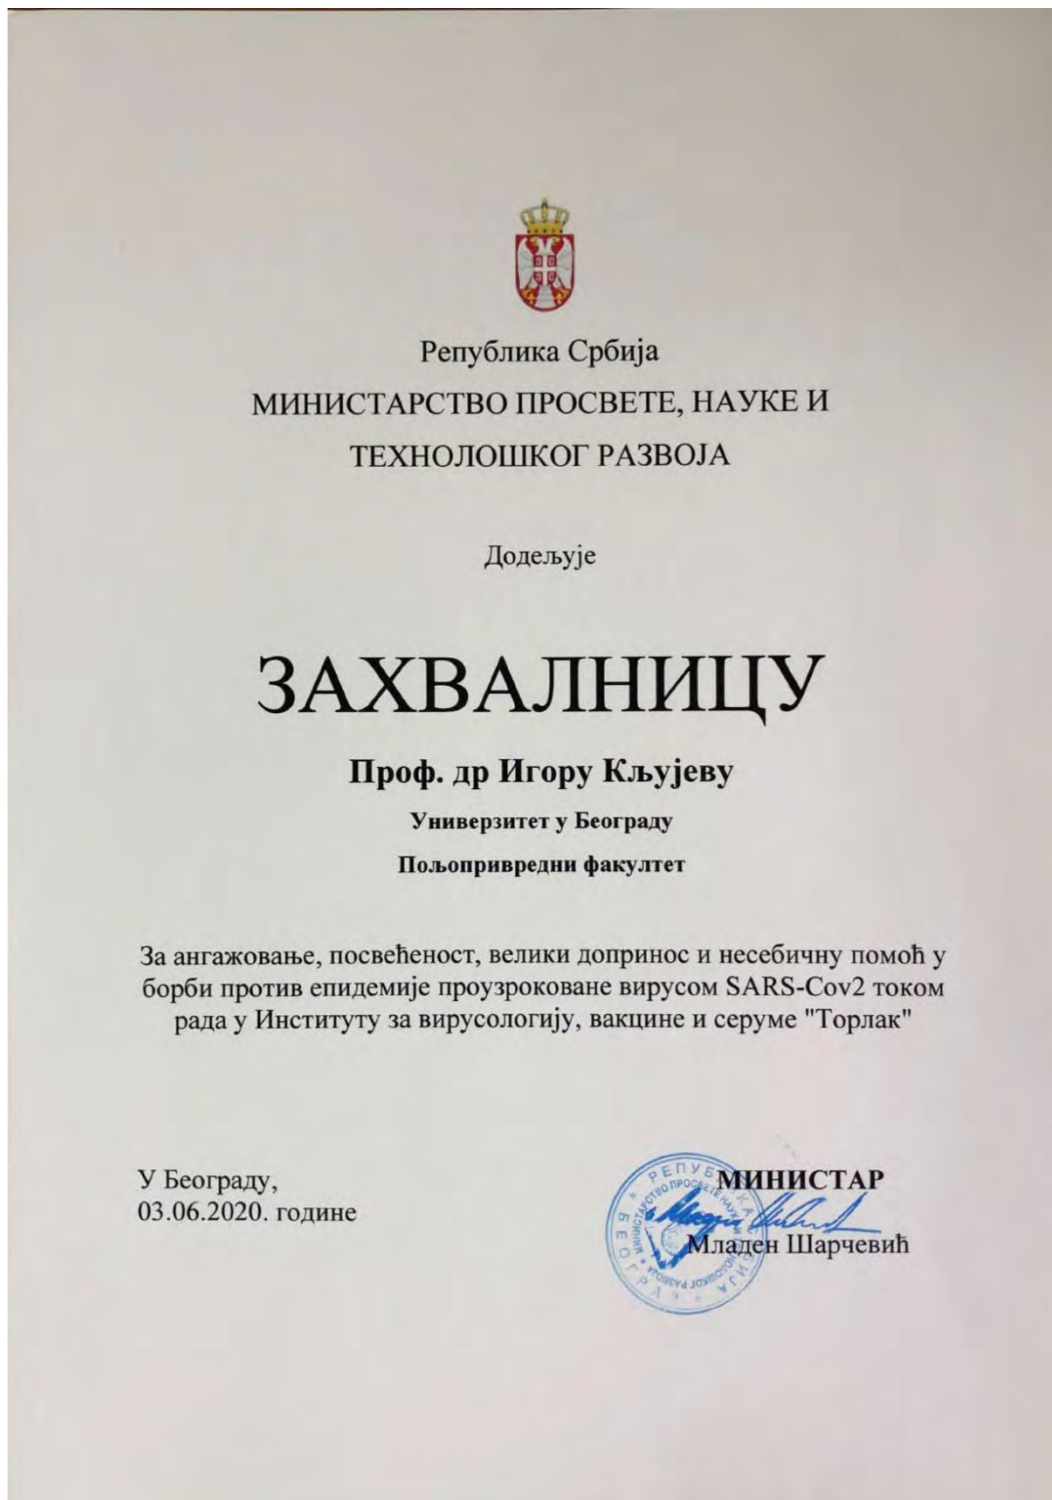 Република Србија
МИНИСТАРСТВО ПРОСВЕТЕ, НАУКЕ И
ТЕХНОЛОШКОГ РАЗВОЈА
Додељује
ЗАХВАЛНИЦУ
Проф. др Игору Кљујеву
Универзитет у Београду
Пољопривредни факултет
За ангажовање, посвећеност, велики допринос и несебичну помоћ у
борби против епидемије проузроковане вирусом SARS-Cov2 током
рада у Институту за вирусологију, вакцине и серуме "Торлак"
У Београду,
03.06.2020. године
МИНИСТАР
Младен Шарчевић